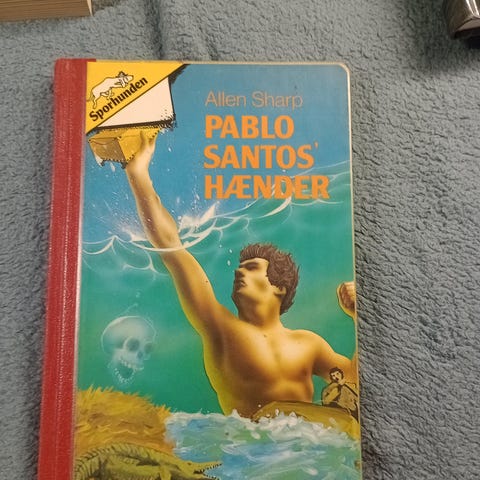 Sporhunden
Allen Sharp
PABLO
SANTOS'
HÆNDER